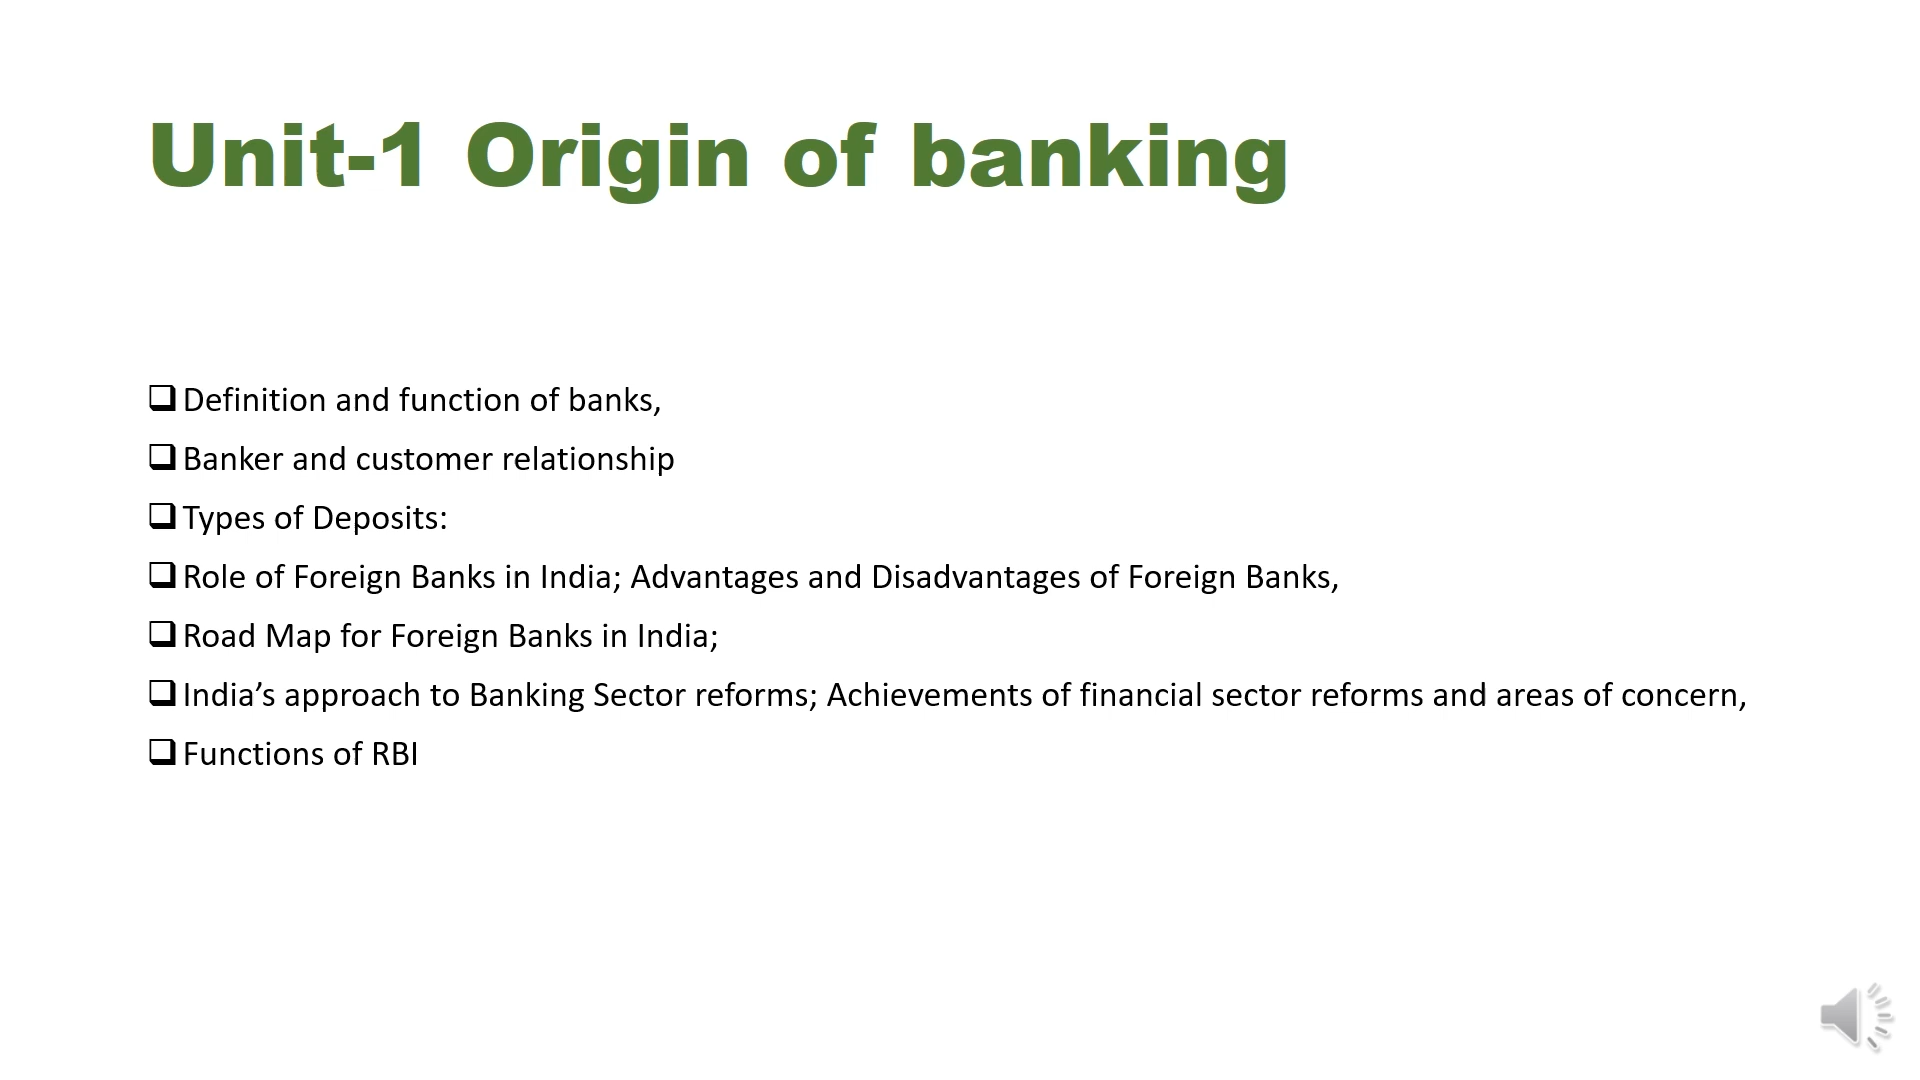 Unit-1 Origin of banking
Definition and function of banks,
Banker and customer relationship
Types of Deposits:
Role of Foreign Banks in India; Advantages and Disadvantages of Foreign Banks,
Road Map for Foreign Banks in India;
India’s approach to Banking Sector reforms; Achievements of financial sector reforms and areas of concern,
Functions of RBI